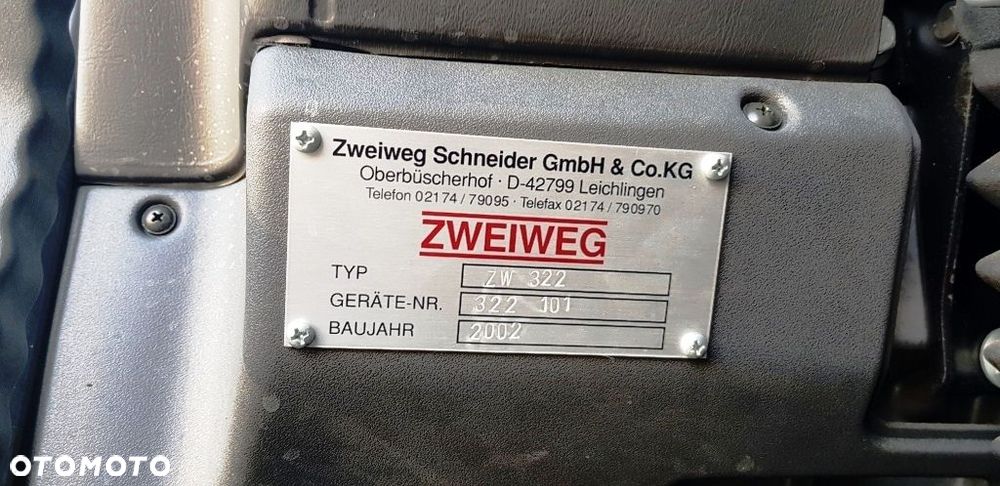 Zweiweg Schneider GmbH & Co.KG
Oberbüscherhof · D-42799 Leichlingen
Telefon 02174 / 79095 · Telefax 02174 / 790970
ZWEIWEG
TYP ZW 322
GERÄTE-NR. 322 101
BAUJAHR 2002
OTOMOTO